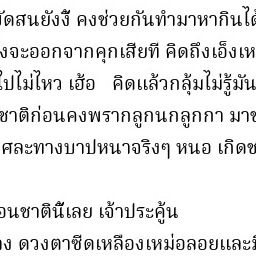 ขัดสนยังงี้ คงช่วยกันทำมาหากินได้
งจะออกจากคุกเสียที คิดถึงเอ็งเห
ไปไม่ไหว เฮ้อ คิดแล้วกลุ้มไม่รู้มัน
ชาติก่อนคงพรากลูกนกลูกกา มาช
ศละทางบาปหนาจริงๆ หนอ เกิดช
อนชาตินี้เลย เจ้าประคู้น
ง ดวงตาซีดเหลืองเหม่อลอยและมี